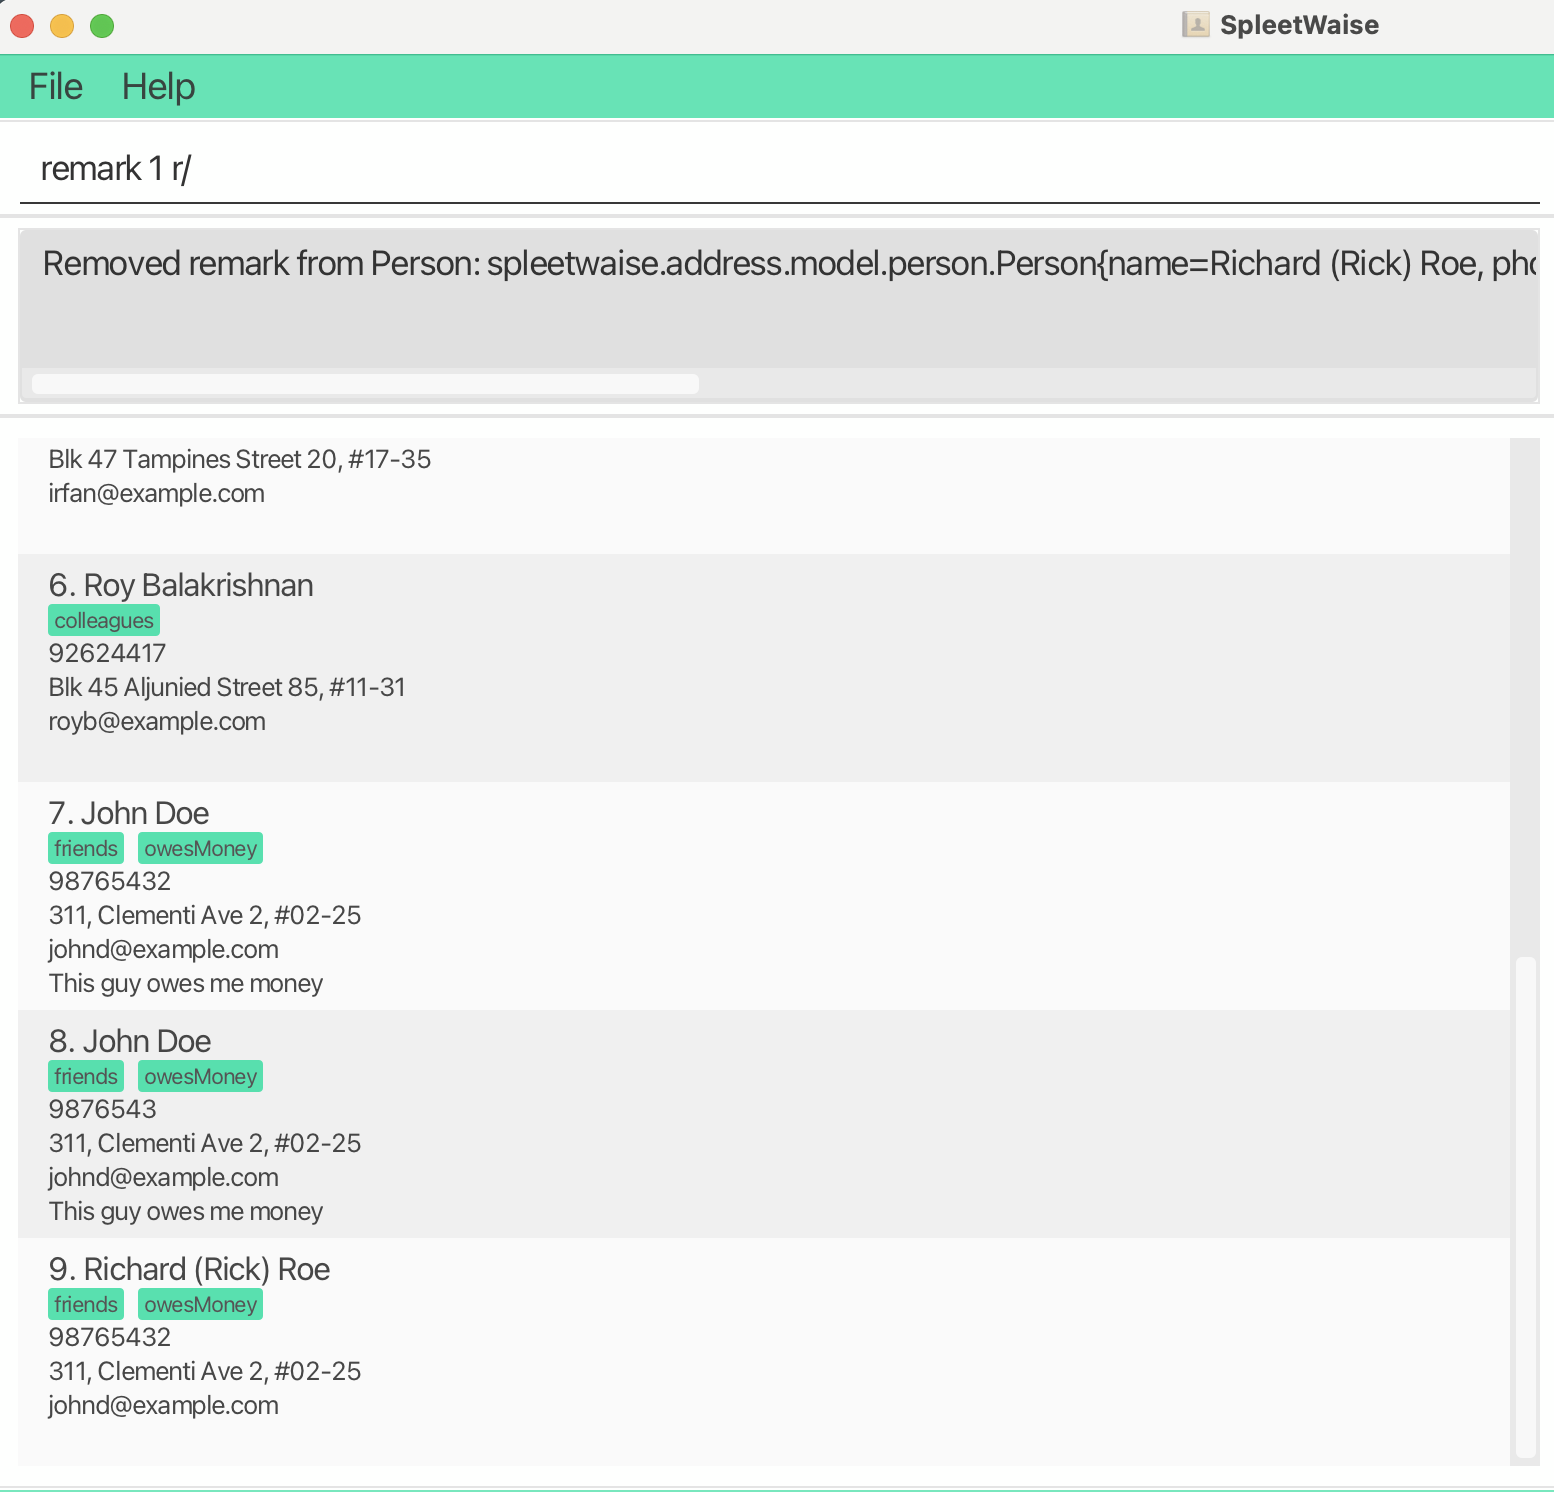 SpleetWaise
File Help
remark 1 r/
Removed remark from Person: spleetwaise.address.model.person.Person{name=Richard (Rick) Roe,
Blk 47 Tampines Street 20, #17-35
irfan@example.com
6. Roy Balakrishnan
colleagues
92624417
Blk 45 Aljunied Street 85, #11-31
royb@example.com
7. John Doe
friends owesMoney
98765432
311, Clementi Ave 2, #02-25
johnd@example.com
This guy owes me money
8. John Doe
friends owesMoney
9876543
311, Clementi Ave 2, #02-25
johnd@example.com
This guy owes me money
9. Richard (Rick) Roe
friends owesMoney
98765432
311, Clementi Ave 2, #02-25
johnd@example.com